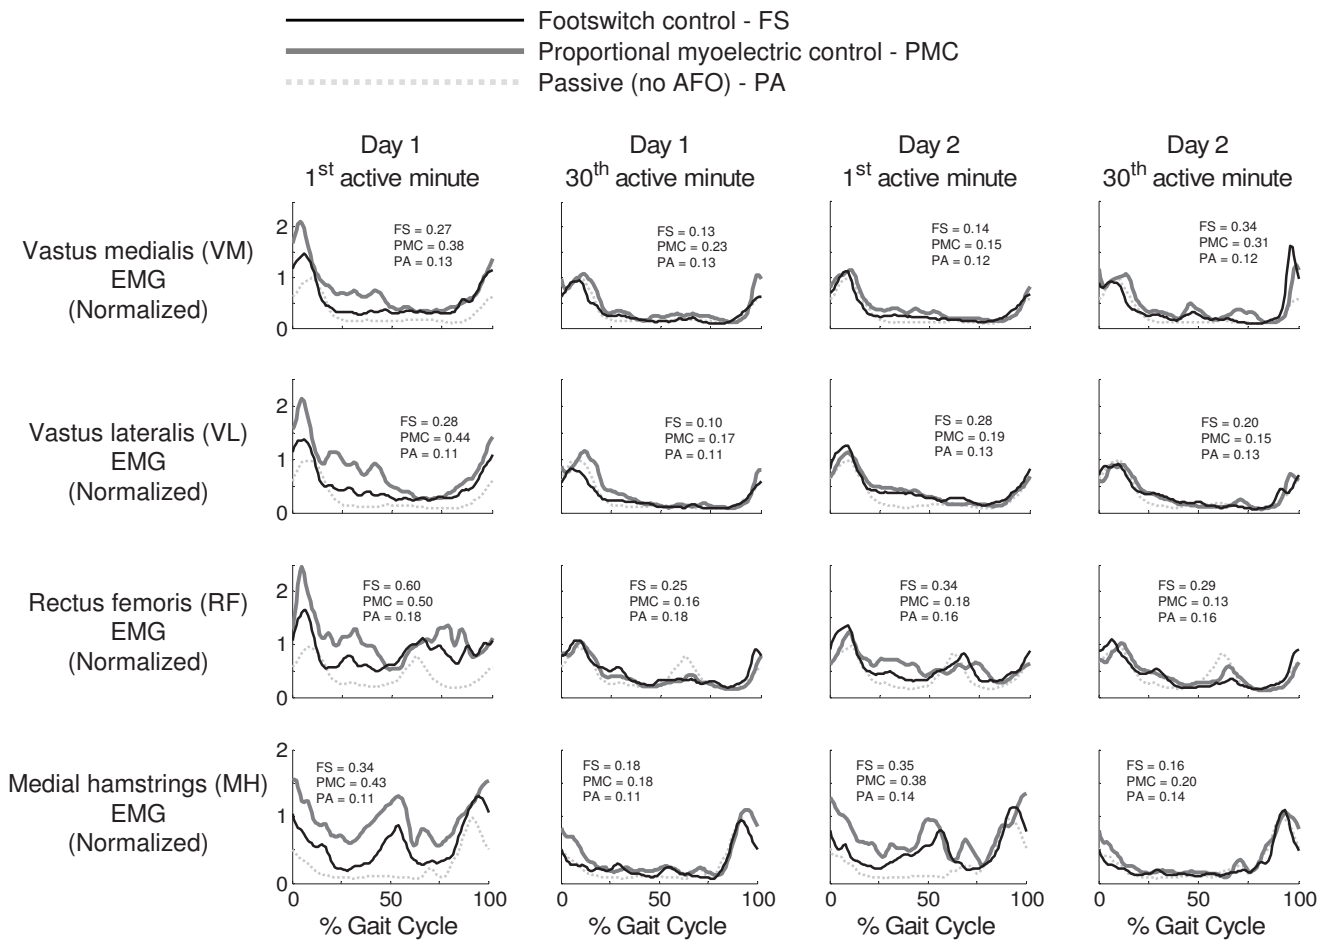 Footswitch control - FS
Proportional myoelectric control - PMC
Passive (no AFO) - PA
Day 1
1st active minute
Day 1
30th active minute
Day 2
1st active minute
Day 2
30th active minute
Vastus medialis (VM)
EMG
(Normalized)
2
1
0
FS = 0.27
PMC = 0.38
PA = 0.13
FS = 0.13
PMC = 0.23
PA = 0.13
FS = 0.14
PMC = 0.15
PA = 0.12
FS = 0.34
PMC = 0.31
PA = 0.12
Vastus lateralis (VL)
EMG
(Normalized)
2
1
0
FS = 0.28
PMC = 0.44
PA = 0.11
FS = 0.10
PMC = 0.17
PA = 0.11
FS = 0.28
PMC = 0.19
PA = 0.13
FS = 0.20
PMC = 0.15
PA = 0.13
Rectus femoris (RF)
EMG
(Normalized)
2
1
0
FS = 0.60
PMC = 0.50
PA = 0.18
FS = 0.25
PMC = 0.16
PA = 0.18
FS = 0.34
PMC = 0.18
PA = 0.16
FS = 0.29
PMC = 0.13
PA = 0.16
Medial hamstrings (MH)
EMG
(Normalized)
2
1
0
FS = 0.34
PMC = 0.43
PA = 0.11
FS = 0.18
PMC = 0.18
PA = 0.11
FS = 0.35
PMC = 0.38
PA = 0.14
FS = 0.16
PMC = 0.20
PA = 0.14
0 50 100
% Gait Cycle
0 50 100
% Gait Cycle
0 50 100
% Gait Cycle
0 50 100
% Gait Cycle